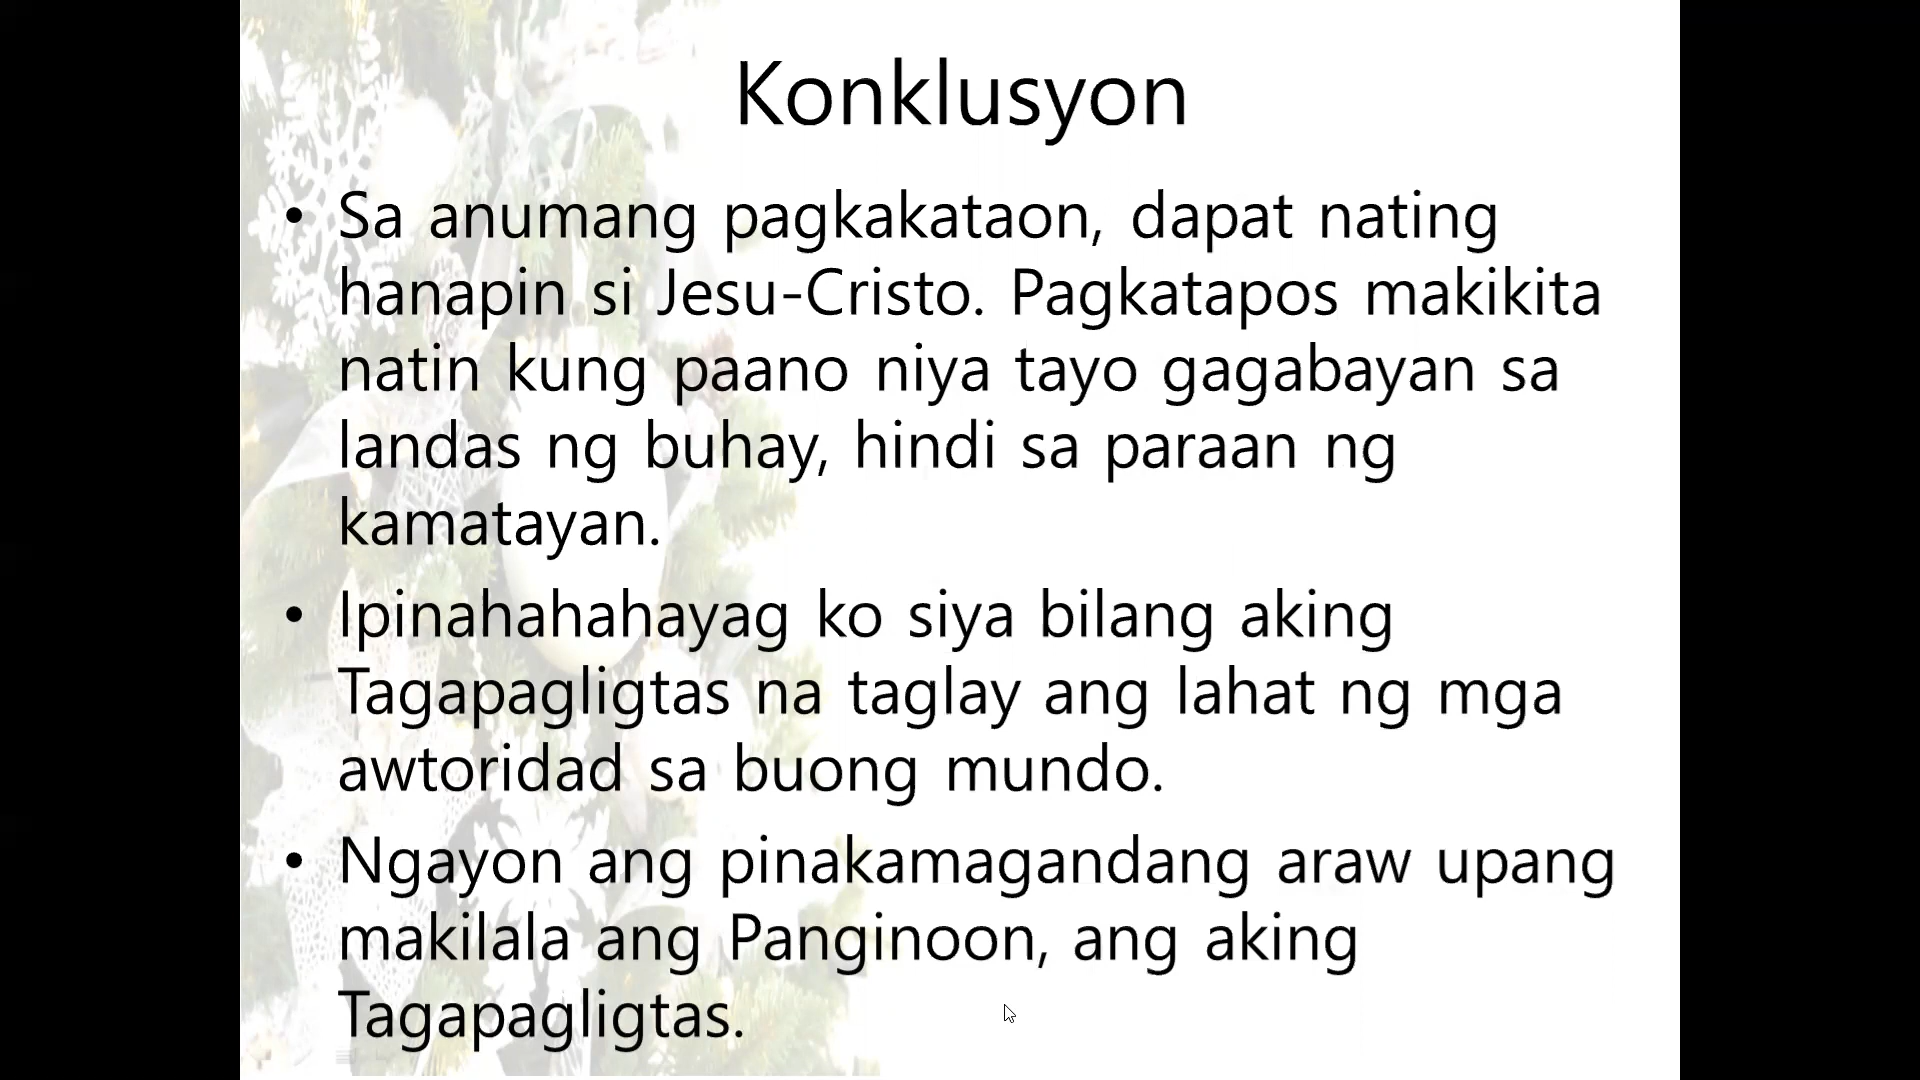 Konklusyon
• Sa anumang pagkakataon, dapat nating
hanapin si Jesu-Cristo. Pagkatapos makikita
natin kung paano niya tayo gagabayan sa
landas ng buhay, hindi sa paraan ng
kamatayan.
• Ipinahahahayag ko siya bilang aking
Tagapagligtas na taglay ang lahat ng mga
awtoridad sa buong mundo.
• Ngayon ang pinakamagandang araw upang
makilala ang Panginoon, ang aking
Tagapagligtas.